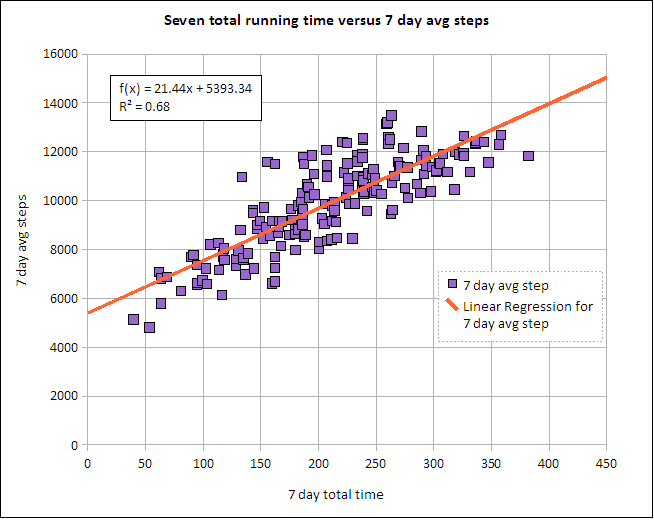 Seven total running time versus 7 day avg steps
16000
f(x) = 21.44x + 5393.34
R² = 0.68
14000
12000
10000
8000
6000
4000
2000
0
7 day avg steps
7 day avg step
Linear Regression for
7 day avg step
0 50 100 150 200 250 300 350 400 450
7 day total time